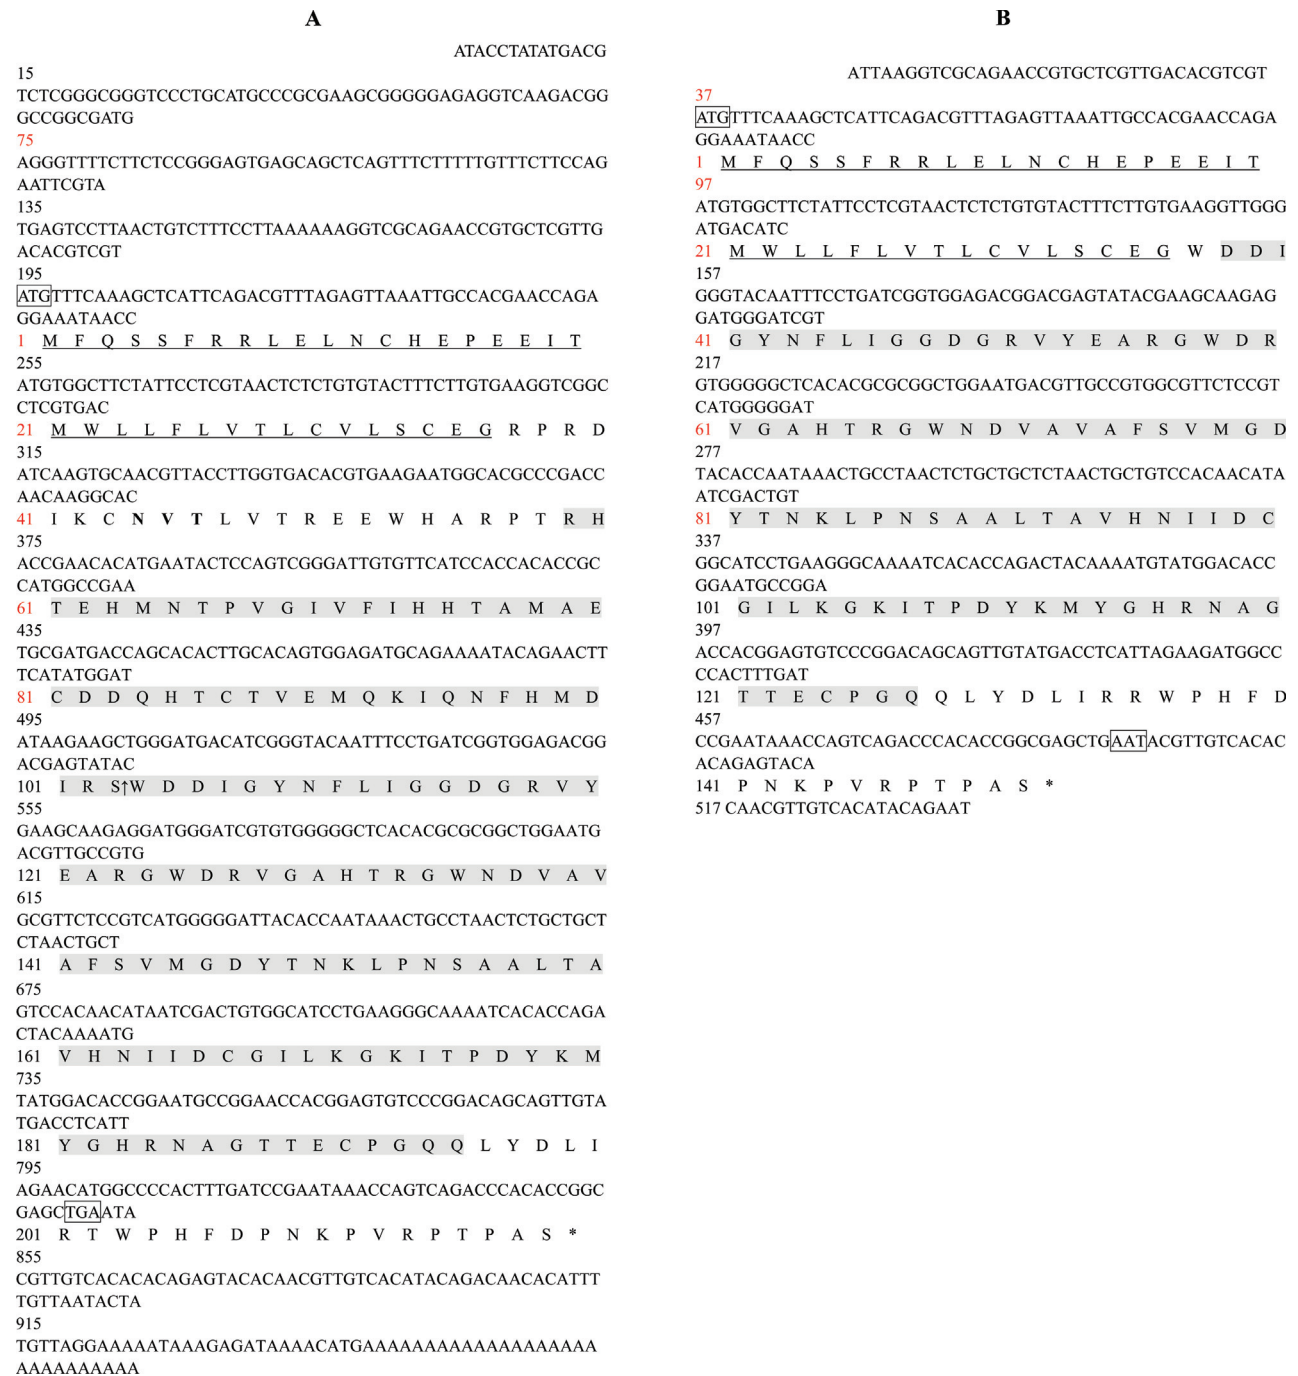 A
ATACCTATATGACG
15
TCTCGGGCGGGTCCCTGCATGCCCGCGAAGCGGGGGAGAGGTCAAGACGG
GCCGGCGATG
75
AGGGTTTTCTTCTCCGGGAGTGAGCAGCTCAGTTTCTTTTTGTTTCTTCCAG
AATTCGTA
135
TGAGTCCTTAACTGTCTTTCCTTAAAAAAGGTCGCAGAACCGTGCTCGTTG
ACACGTCGT
195
ATGTTTCAAAGCTCATTCAGACGTTTAGAGTTAAATTGCCACGAACCAGA
GGAAATAACC
1 M F Q S S F R R L E L N C H E P E E I T
255
ATGTGGCTTCTATTCCTCGTAACTCTCTGTGTACTTTCTTGTGAAGGTCGGC
CTCGTGAC
21 M W L L F L V T L C V L S C E G R P R D
315
ATCAAGTGCAACGTTACCTTGGTGACACGTGAAGAATGGCACGCCCGACC
AACAAGGCAC
41 I K C N V T L V T R E E W H A R P T R H
375
ACCGAACACATGAATACTCCAGTCGGGATTGTGTTCATCCACCACACCGC
CATGGCCGAA
61 T E H M N T P V G I V F I H H T A M A E
435
TGCGATGACCAGCACACTTGCACAGTGGAGATGCAGAAAATACAGAACTT
TCATATGGAT
81 C D D Q H T C T V E M Q K I Q N F H M D
495
ATAAGAAGCTGGGATGACATCGGGTACAATTTCCTGATCGGTGGAGACGG
ACGAGTATAC
101 I R S↑W D D I G Y N F L I G G D G R V Y
555
GAAGCAAGAGGATGGGATCGTGTGGGGGCTCACACGCGCGGCTGGAATG
ACGTTGCCGTG
121 E A R G W D R V G A H T R G W N D V A V
615
GCGTTCTCCGTCATGGGGGATTACACCAATAAACTGCCTAACTCTGCTGCT
CTAACTGCT
141 A F S V M G D Y T N K L P N S A A L T A
675
GTCCACAACATAATCGACTGTGGCATCCTGAAGGGCAAAATCACACCAGA
CTACAAAATG
161 V H N I I D C G I L K G K I T P D Y K M
735
TATGGACACCGGAATGCCGGAACCACGGAGTGTCCCGGACAGCAGTTGTA
TGACCTCATT
181 Y G H R N A G T T E C P G Q Q L Y D L I
795
AGAACATGGCCCCACTTTGATCCGAATAAACCAGTCAGACCCACACCGGC
GAGCTGAATA
201 R T W P H F D P N K P V R P T P A S *
855
CGTTGTCACACACAGAGTACACAACGTTGTCACATACAGACAACACATTT
TGTTAATACTA
915
TGTTAGGAAAAATAAAGAGATAAAACATGAAAAAAAAAAAAAAAAAAA
AAAAAAAAAA
B
ATTAAGGTCGCAGAACCGTGCTCGTTGACACGTCGT
37
ATGTTTCAAAGCTCATTCAGACGTTTAGAGTTAAATTGCCACGAACCAGA
GGAAATAACC
1 M F Q S S F R R L E L N C H E P E E I T
97
ATGTGGCTTCTATTCCTCGTAACTCTCTGTGTACTTTCTTGTGAAGGTTGGG
ATGACATC
21 M W L L F L V T L C V L S C E G W D D I
157
GGGTACAATTTCCTGATCGGTGGAGACGGACGAGTATACGAAGCAAGAG
GATGGGATCGT
41 G Y N F L I G G D G R V Y E A R G W D R
217
GTGGGGGCTCACACGCGCGGCTGGAATGACGTTGCCGTGGCGTTCTCCGT
CATGGGGGAT
61 V G A H T R G W N D V A V A F S V M G D
277
TACACCAATAAACTGCCTAACTCTGCTGCTCTAACTGCTGTCCACAACATA
ATCGACTGT
81 Y T N K L P N S A A L T A V H N I I D C
337
GGCATCCTGAAGGGCAAAATCACACCAGACTACAAAATGTATGGACACC
GGAATGCCGGA
101 G I L K G K I T P D Y K M Y G H R N A G
397
ACCACGGAGTGTCCCGGACAGCAGTTGTATGACCTCATTAGAAGATGGCC
CCACTTTGAT
121 T T E C P G Q Q L Y D L I R R W P H F D
457
CCGAATAAACCAGTCAGACCCACACCGGCGAGCTGAATACGTTGTCACAC
ACAGAGTACA
141 P N K P V R P T P A S *
517 CAACGTTGTCACATACAGAAT